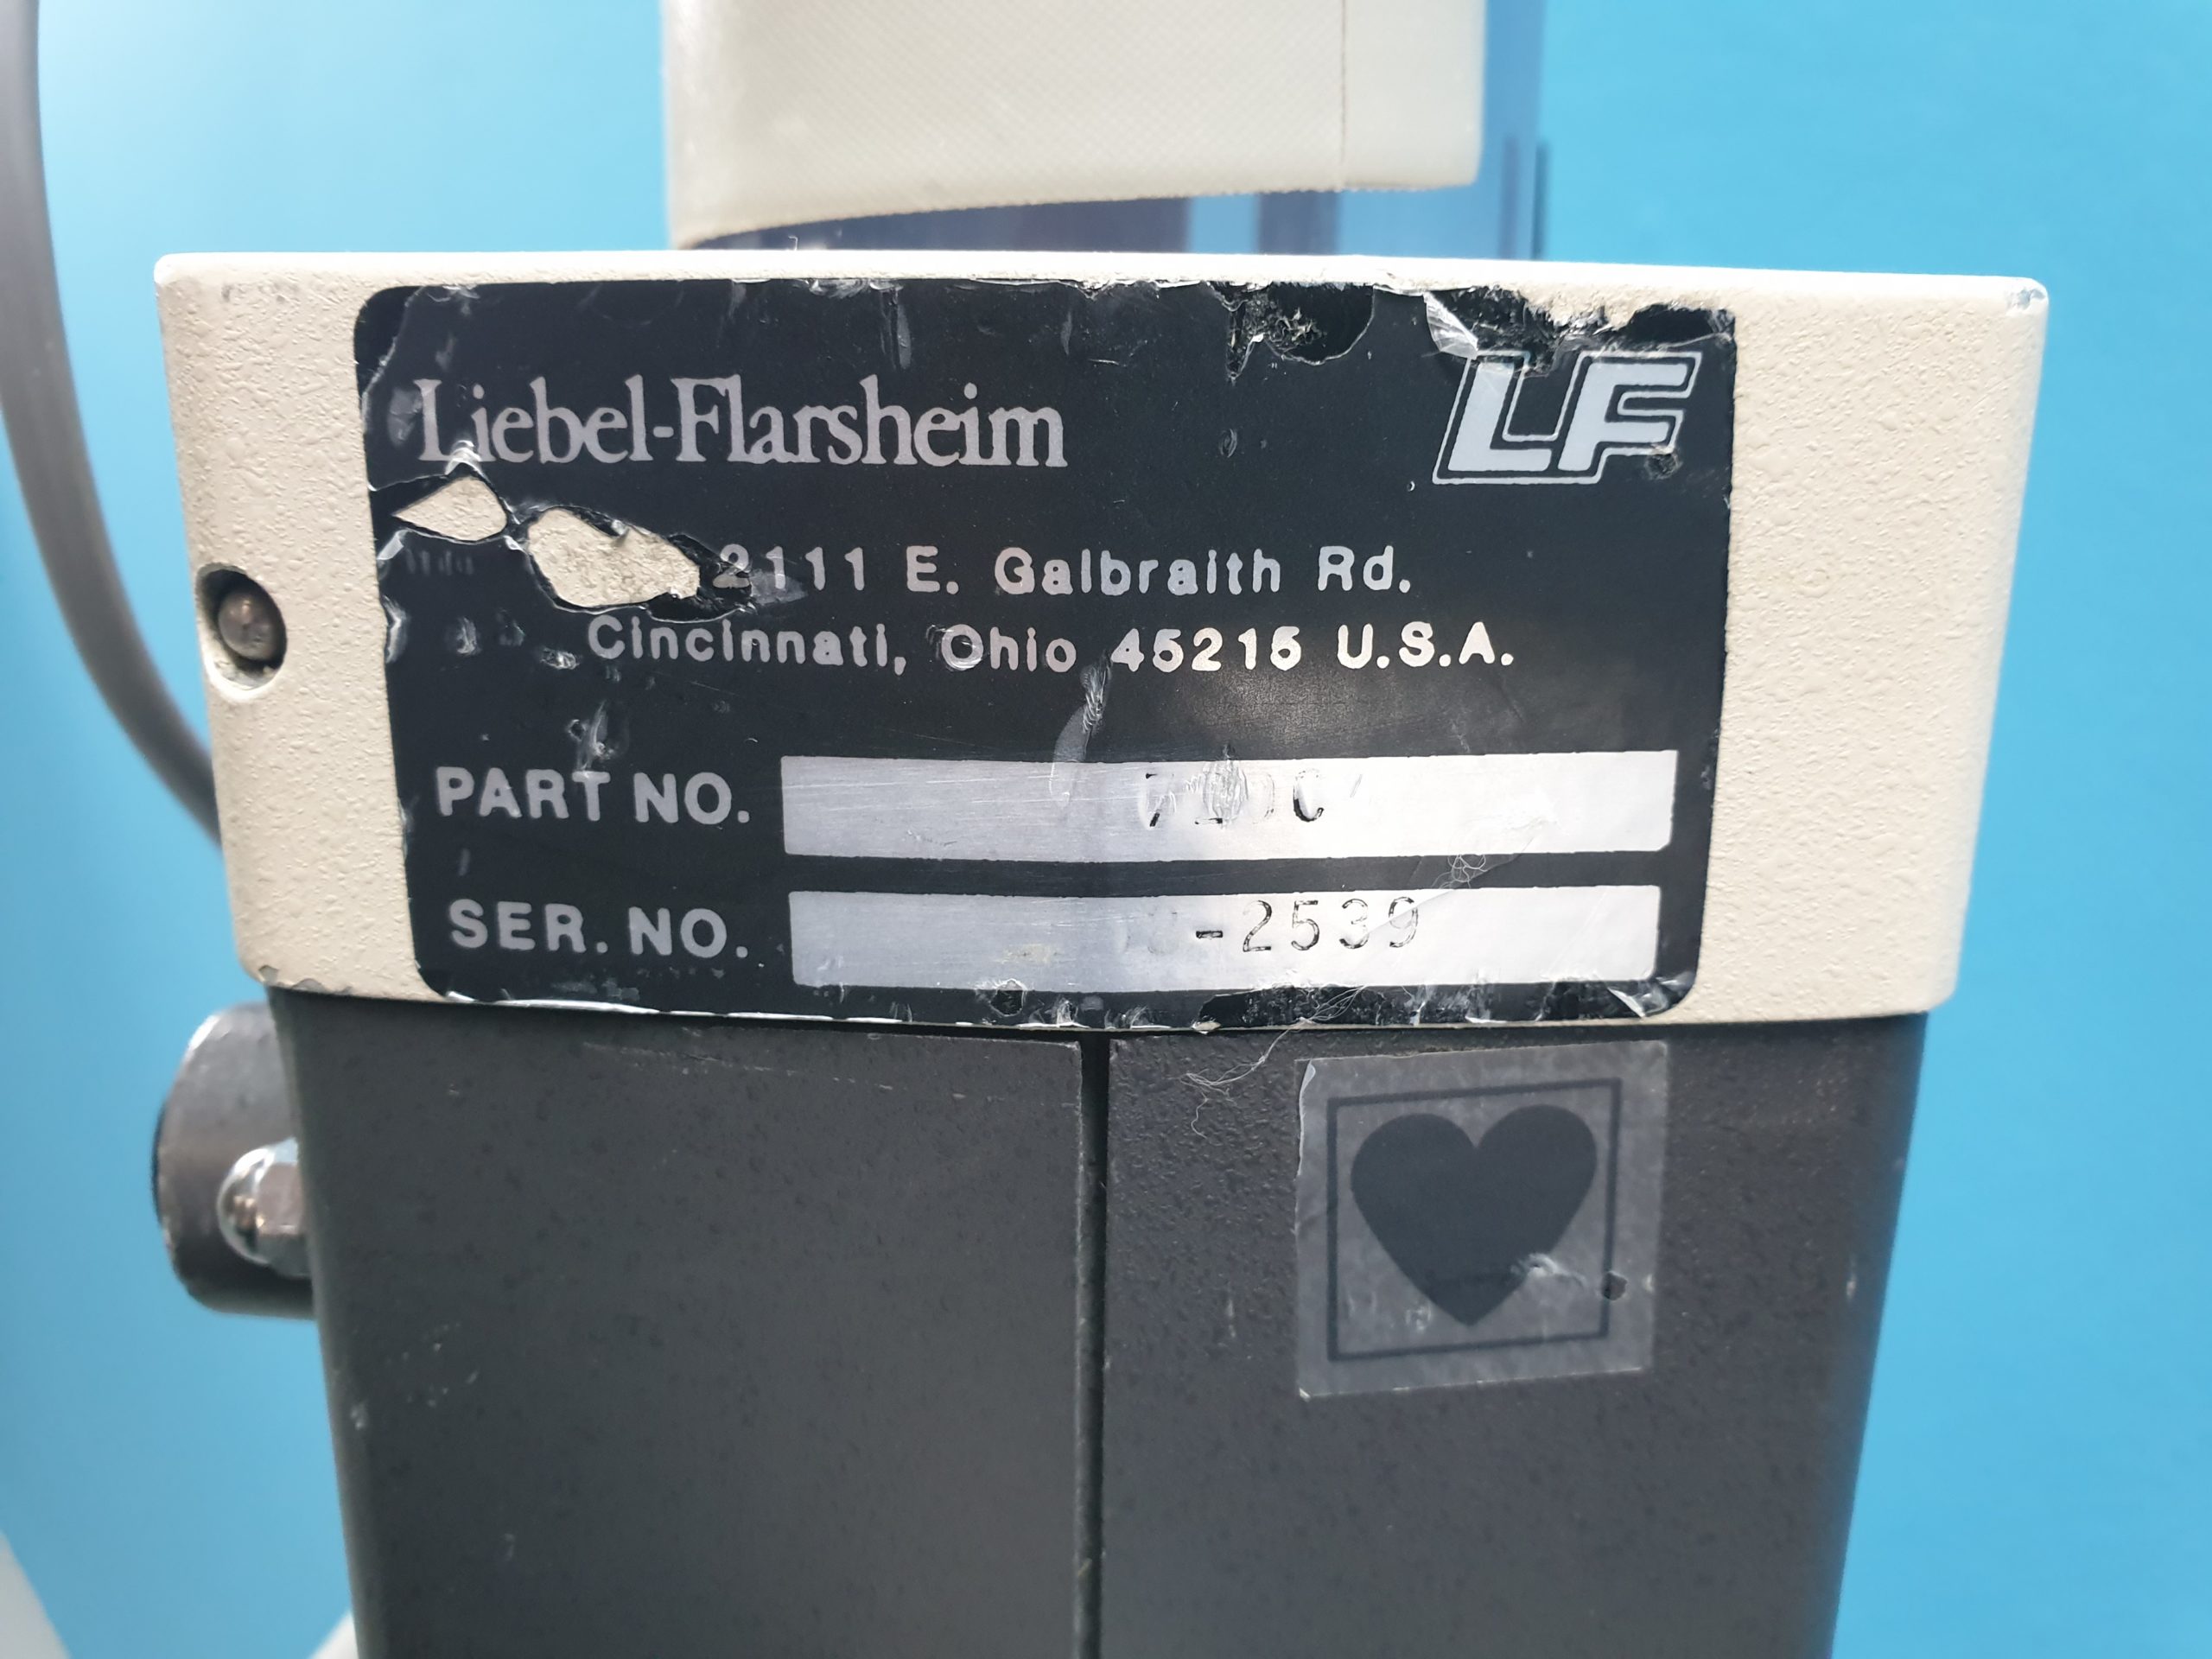 Liebel-Flarsheim
LF
2111 E. Galbraith Rd.
Cincinnati, Ohio 45215 U.S.A.
PART NO.
SER. NO. -2539